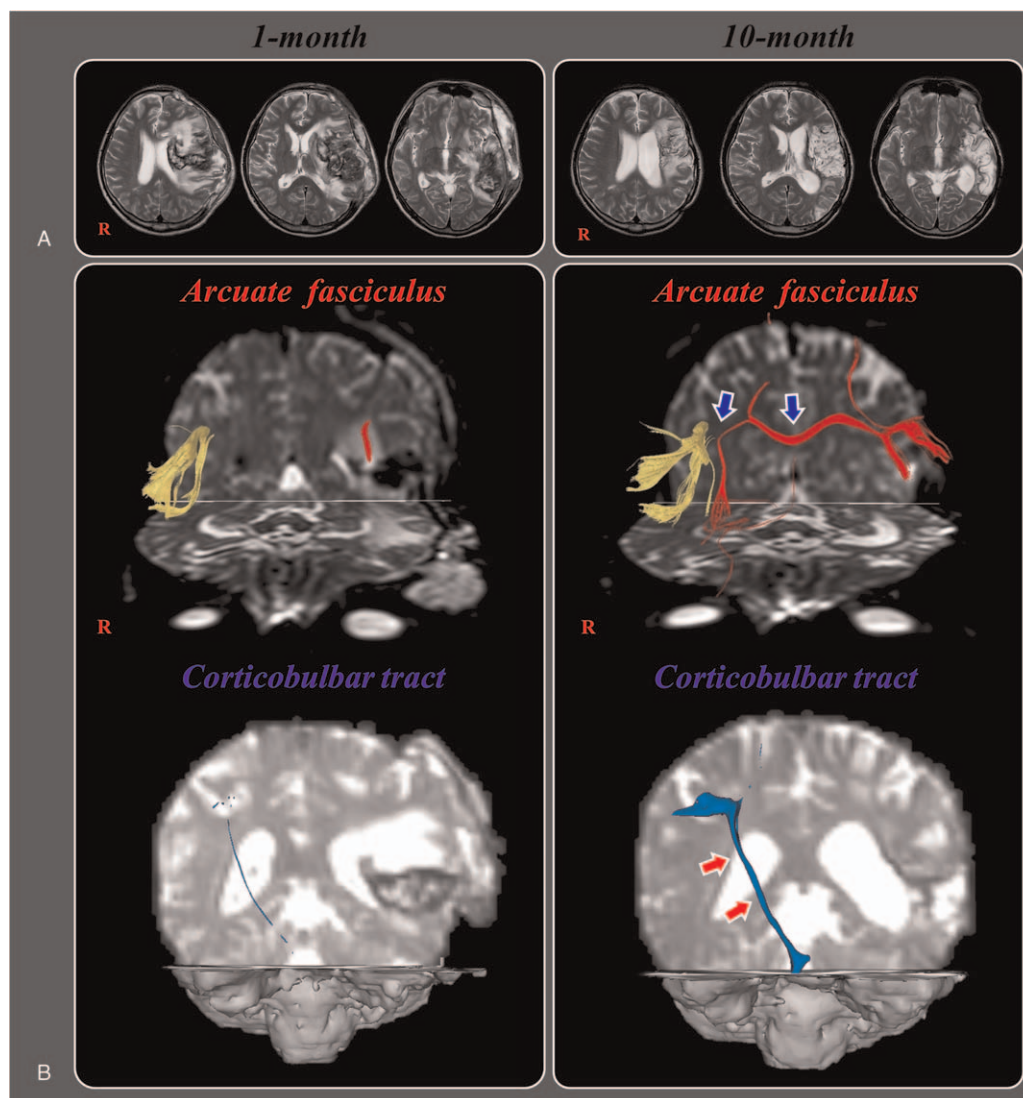 1-month
10-month
R
R
A
Arcuate fasciculus
Arcuate fasciculus
R
R
Corticobulbar tract
Corticobulbar tract
B